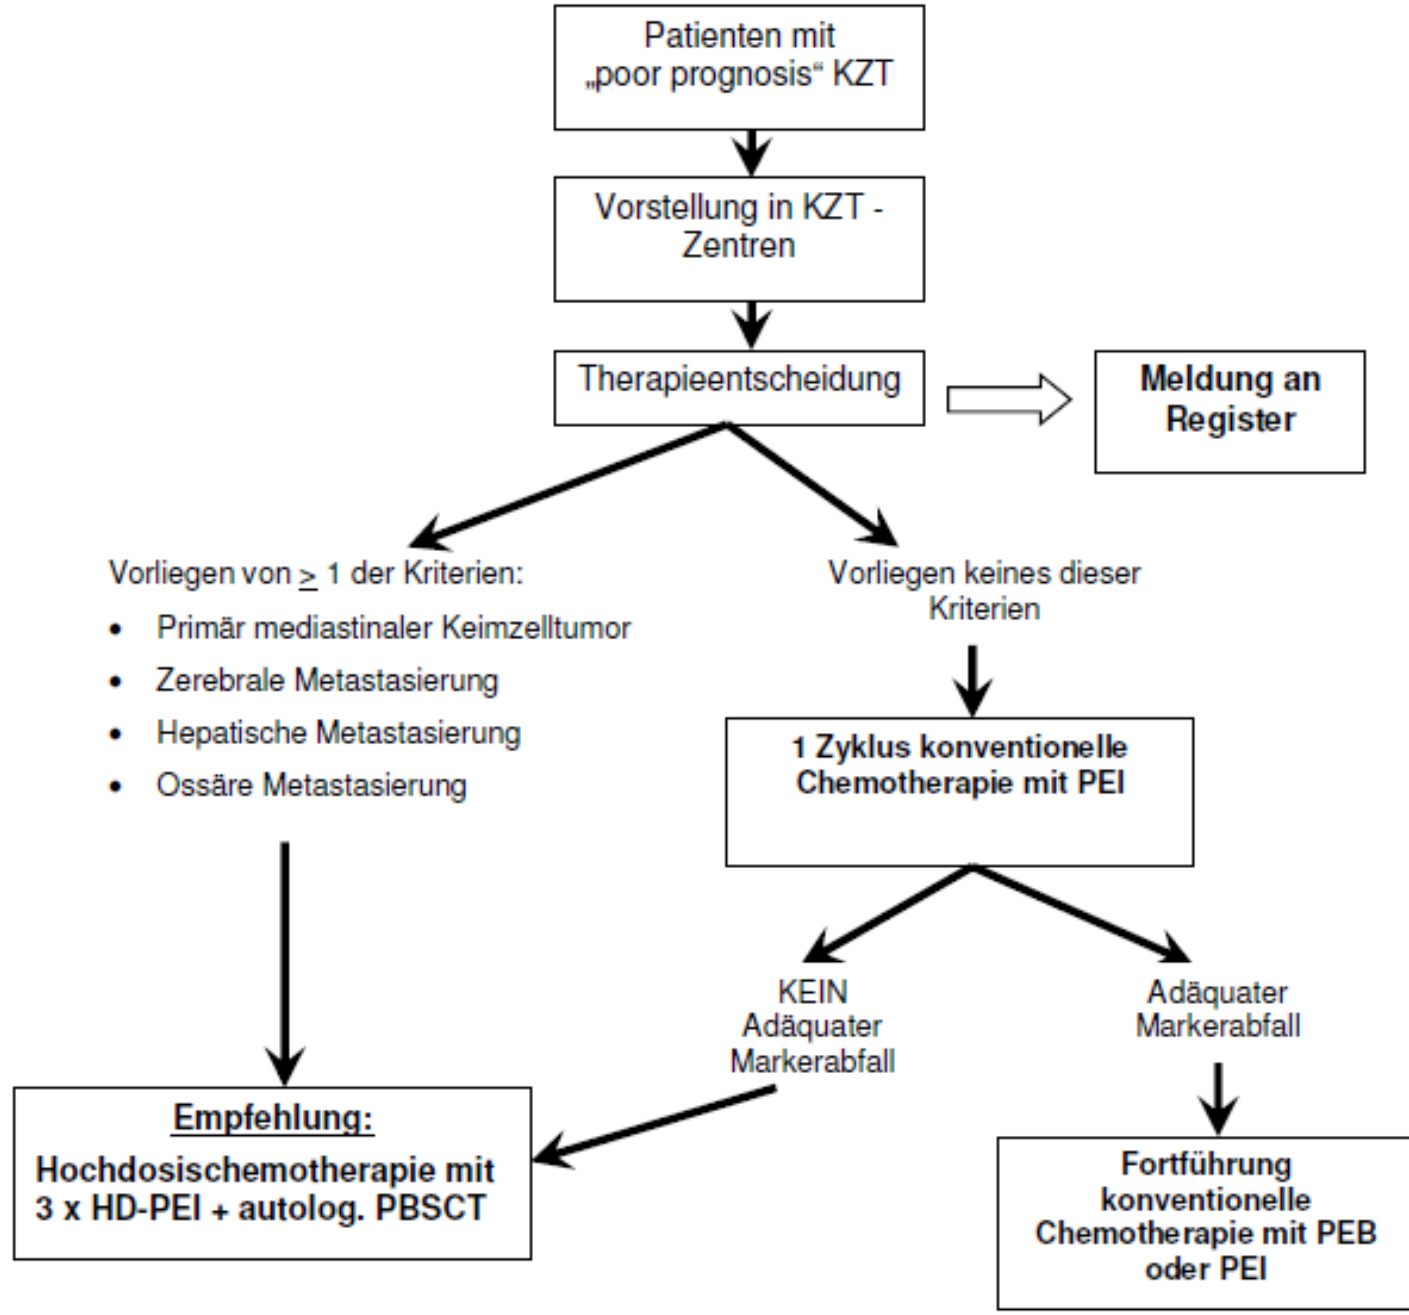 Patienten mit
„poor prognosis“ KZT
Vorstellung in KZT -
Zentren
Therapieentscheidung
Meldung an
Register
Vorliegen von ≥ 1 der Kriterien:
• Primär mediastinaler Keimzelltumor
• Zerebrale Metastasierung
• Hepatische Metastasierung
• Ossäre Metastasierung
Vorliegen keines dieser
Kriterien
1 Zyklus konventionelle
Chemotherapie mit PEI
KEIN
Adäquater
Markerabfall
Adäquater
Markerabfall
Empfehlung:
Hochdosischemotherapie mit
3 x HD-PEI + autolog. PBSCT
Fortführung
konventionelle
Chemotherapie mit PEB
oder PEI